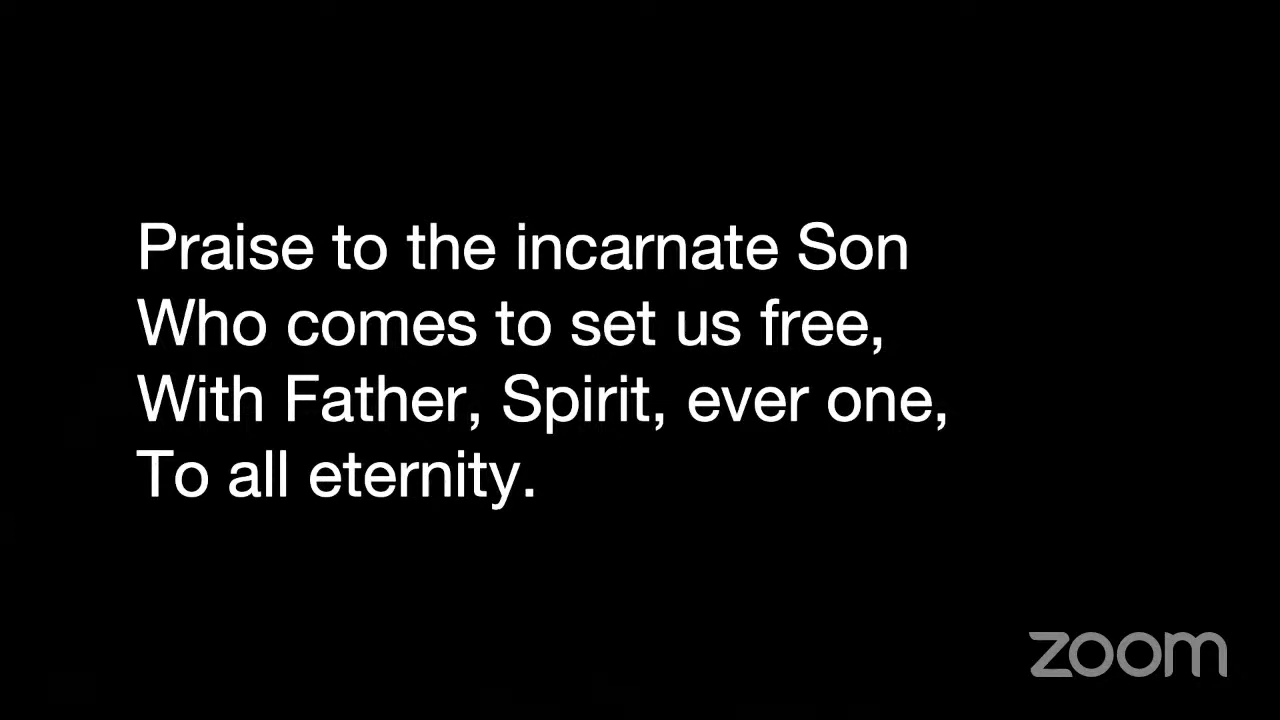 Praise to the incarnate Son
Who comes to set us free,
With Father, Spirit, ever one,
To all eternity.
zoom